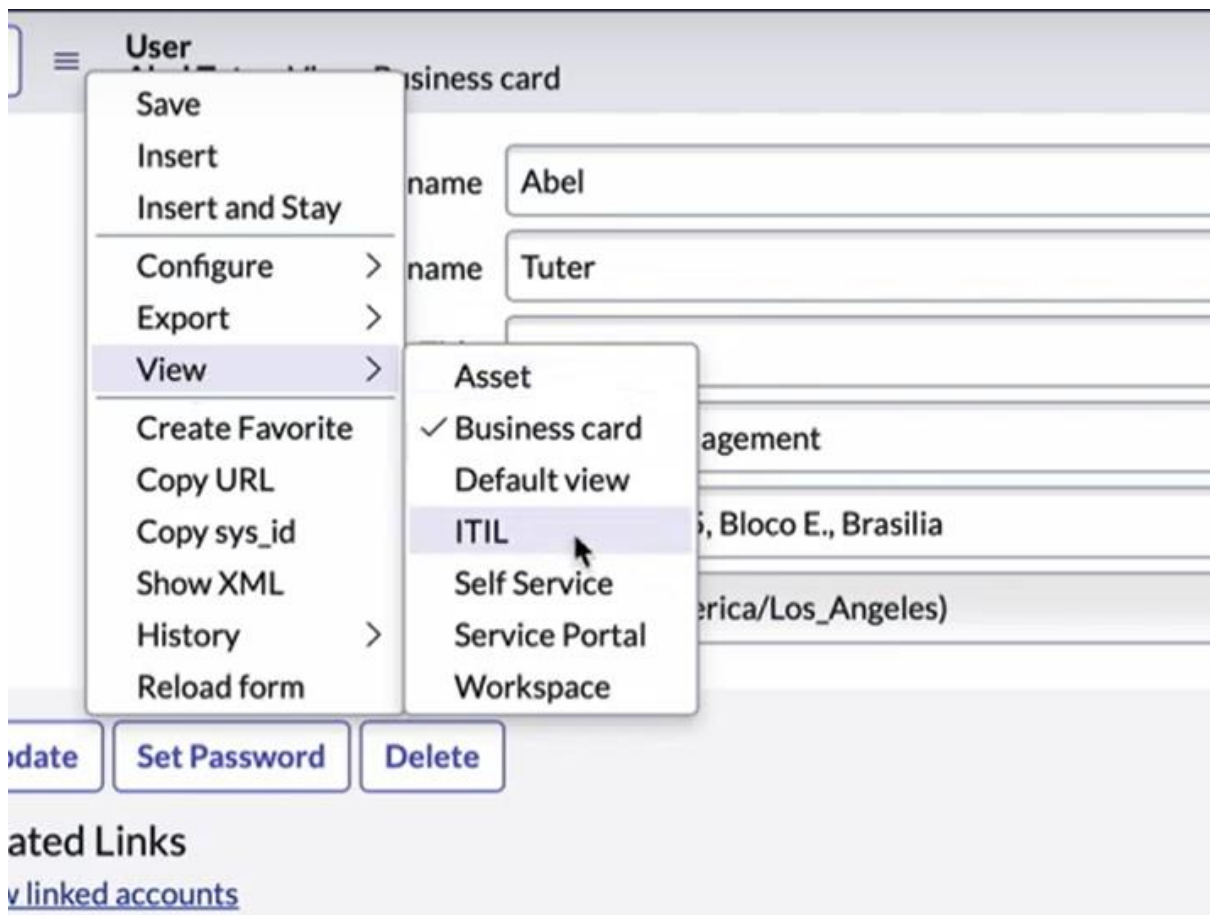 User
Business card
Save
Insert
Insert and Stay
Configure
Export
View
Create Favorite
Copy URL
Copy sys_id
Show XML
History
Reload form
Asset
Business card
Default view
ITIL
Self Service
Service Portal
Workspace
name Abel
name Tuter
agement
, Bloco E., Brasilia
erica/Los_Angeles)
date
Set Password
Delete
ated Links
linked accounts